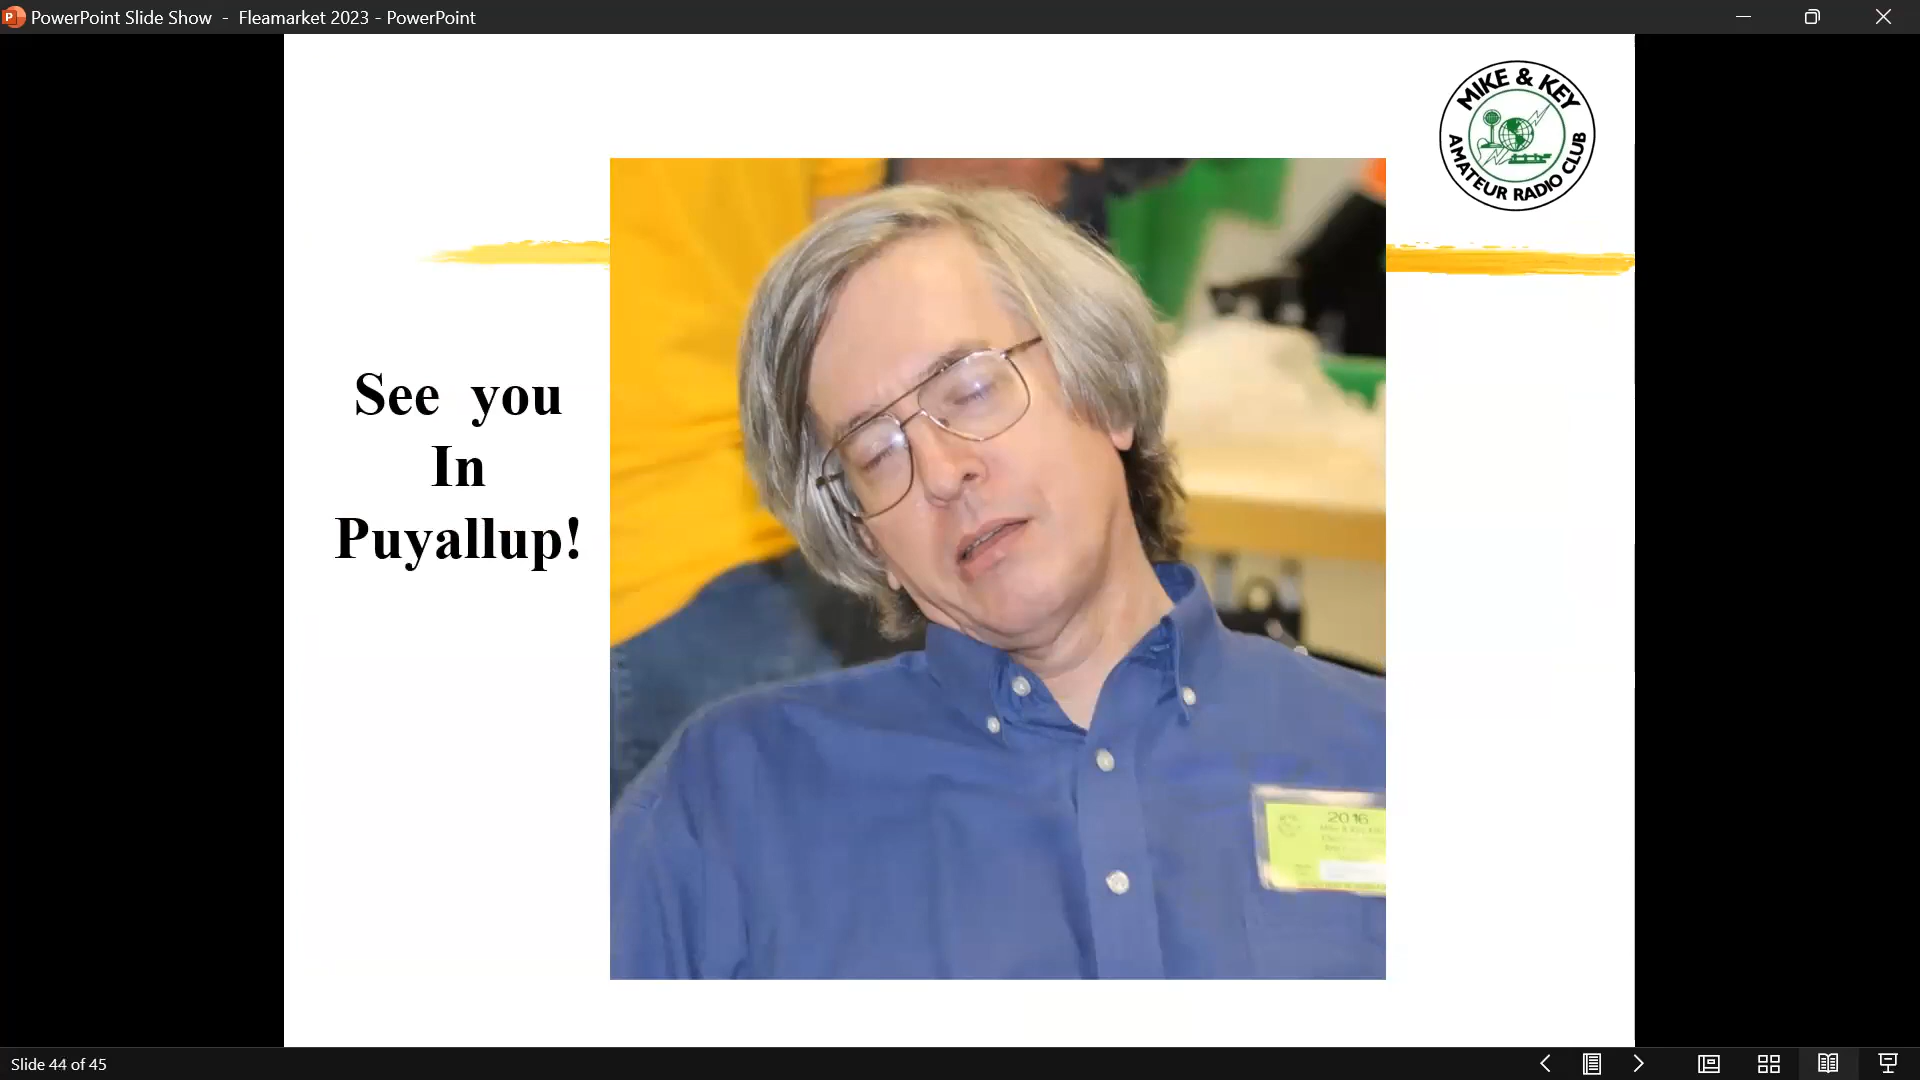 PowerPoint Slide Show - Fleamarket 2023 - PowerPoint
MIKE & KEY
AMATEUR RADIO CLUB
See you
In
Puyallup!
2016
Slide 44 of 45